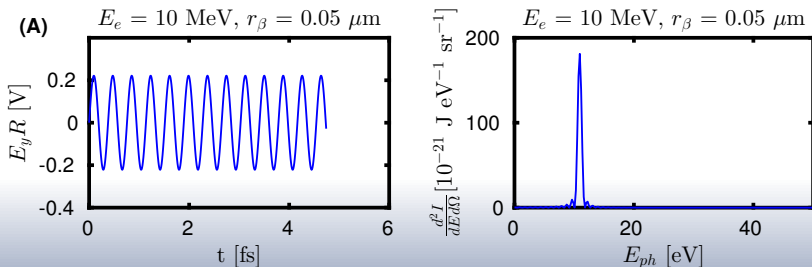 (A)
E_e = 10 MeV, r_β = 0.05 μm
E_yR [V]
0.2
0
-0.2
-0.4
0 2 4 6
t [fs]
E_e = 10 MeV, r_β = 0.05 μm
d²I/dEdΩ [10⁻²¹ J eV⁻¹ sr⁻¹]
200
100
0
0 20 40
E_ph [eV]